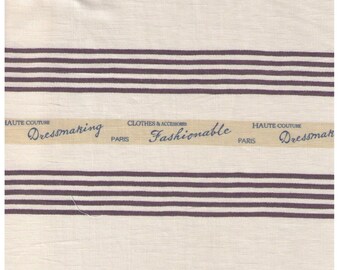 HAUTE COUTURE CLOTHES & ACCESSORIES HAUTE COUTURE
Dressmaking PARIS Fashionable PARIS Dressmaking